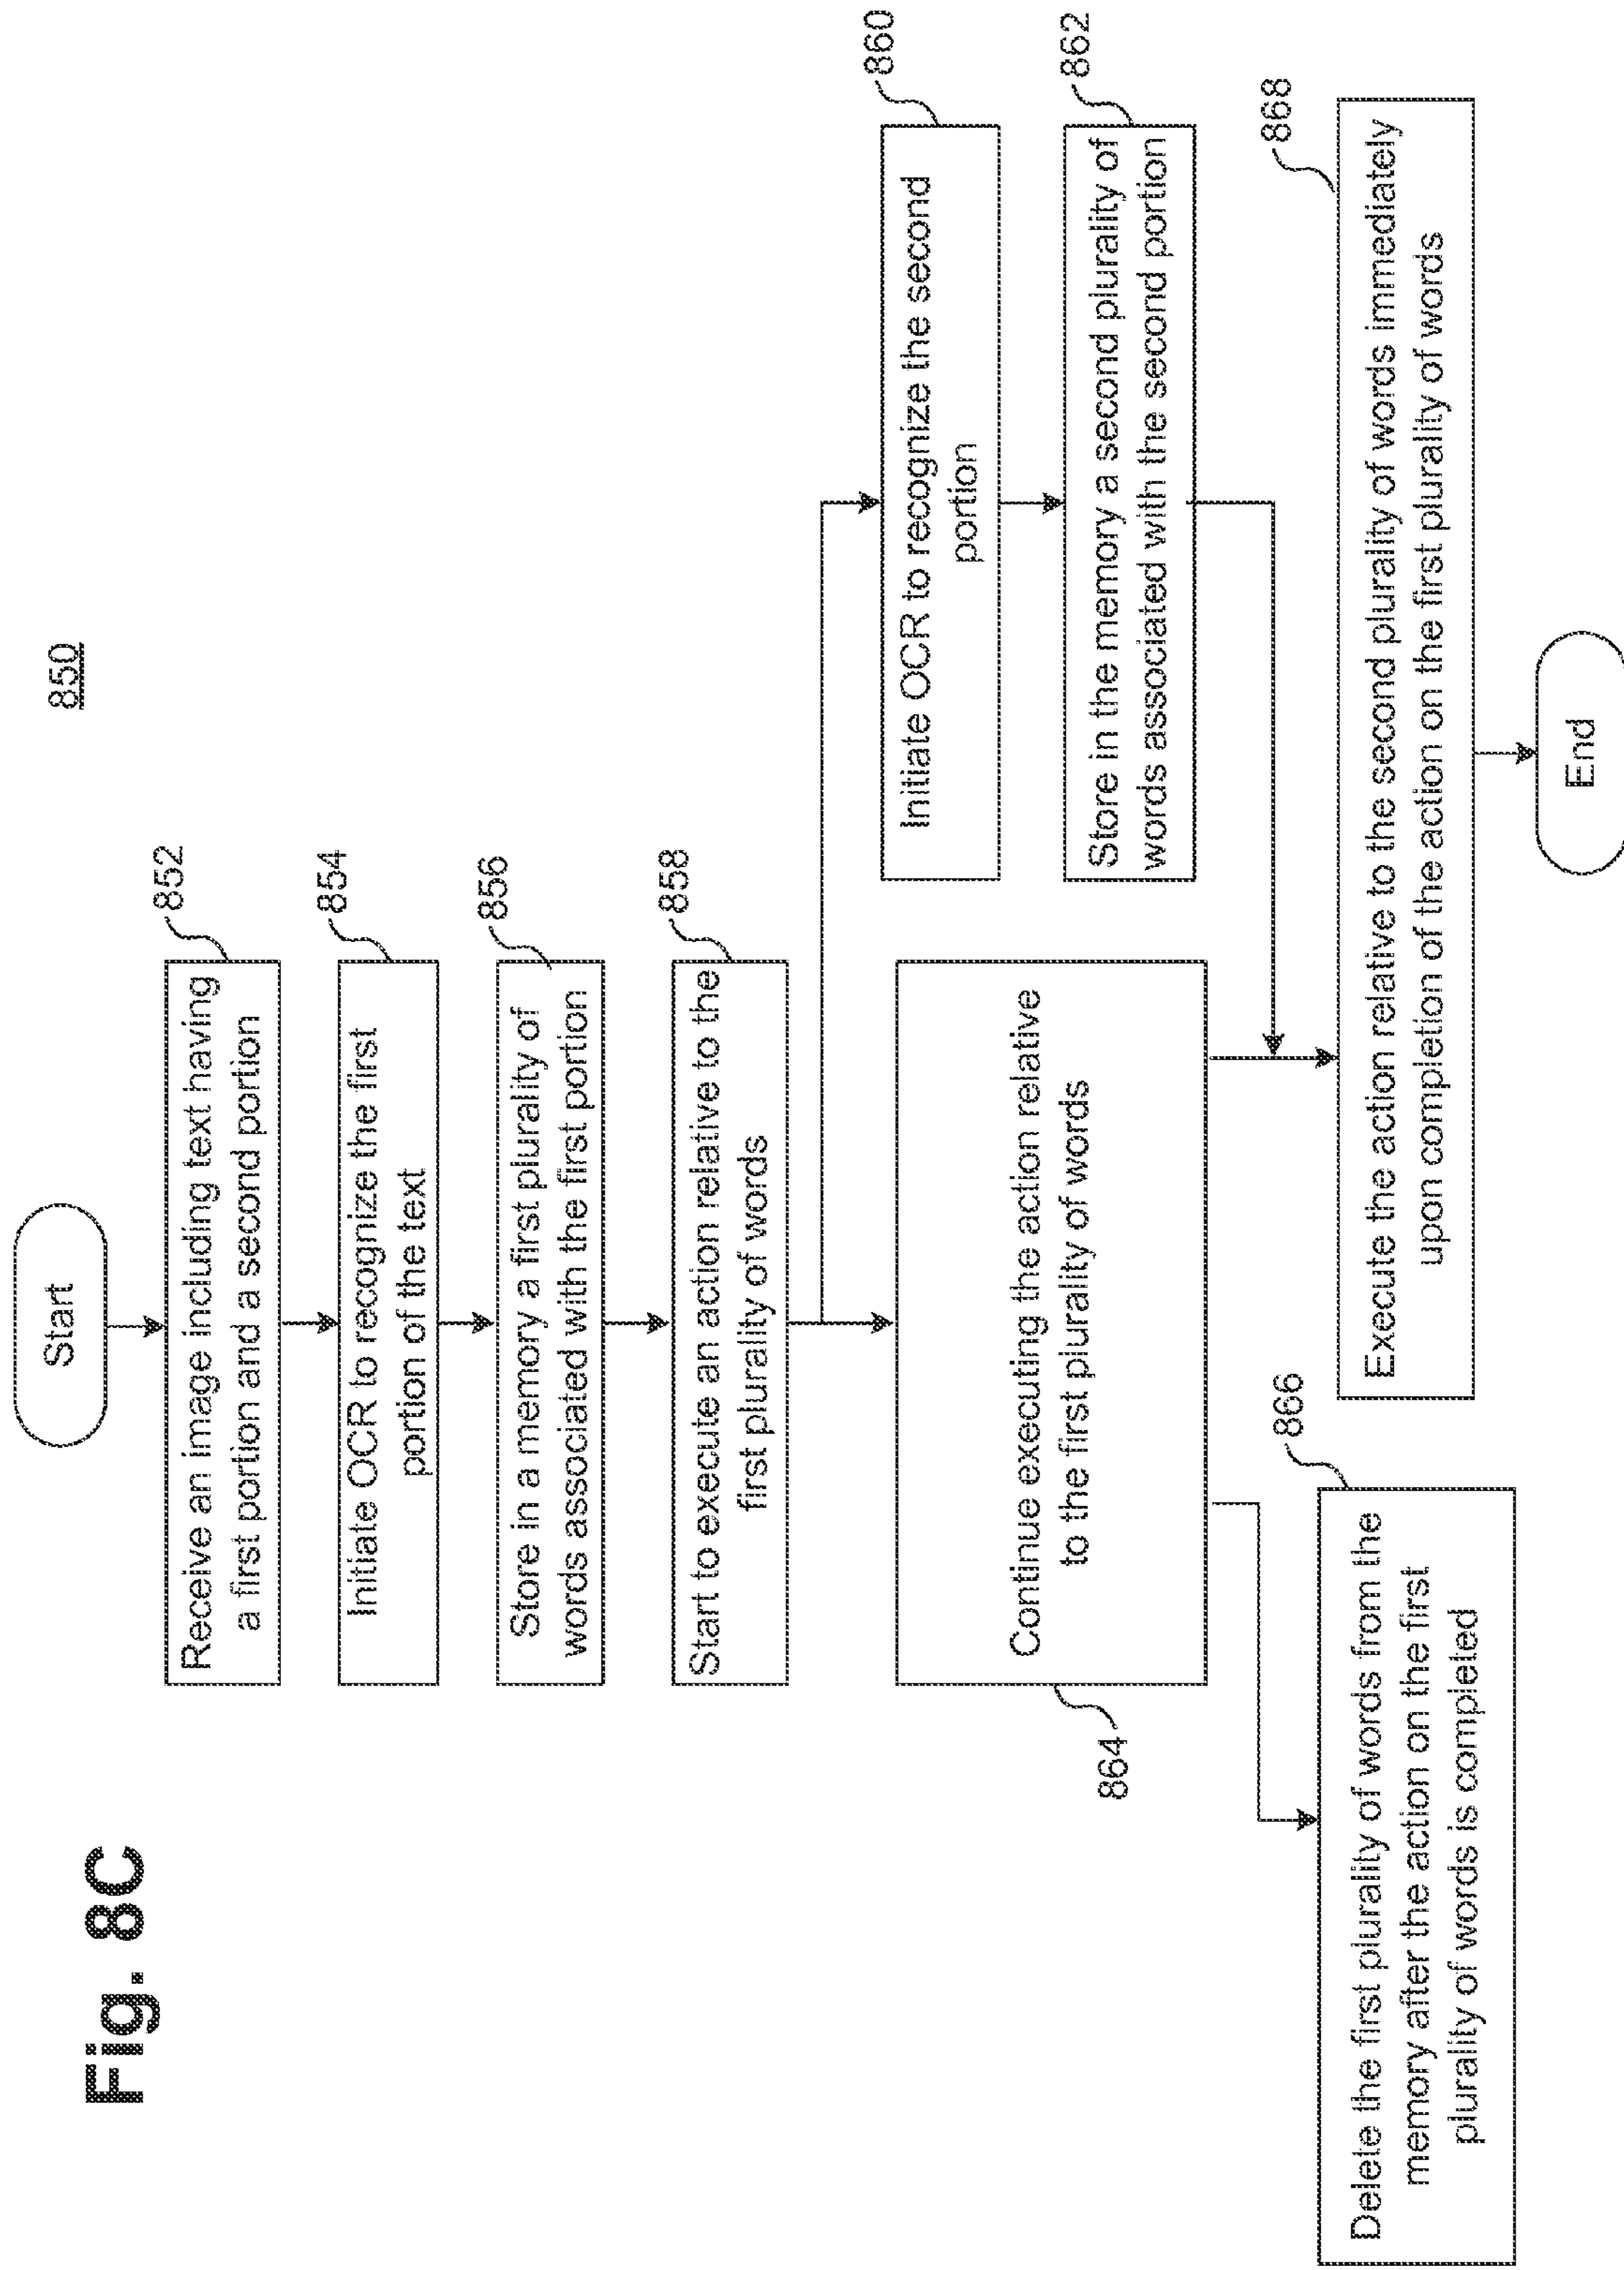 Fig. 8C
850
Start
852
Receive an image including text having
a first portion and a second portion
854
Initiate OCR to recognize the first
portion of the text
856
Store in a memory a first plurality of
words associated with the first portion
858
Start to execute an action relative to the
first plurality of words
860
Initiate OCR to recognize the second
portion
862
Store in the memory a second plurality of
words associated with the second portion
864
Continue executing the action relative
to the first plurality of words
866
Delete the first plurality of words from the
memory after the action on the first
plurality of words is completed
868
Execute the action relative to the second plurality of words immediately
upon completion of the action on the first plurality of words
End